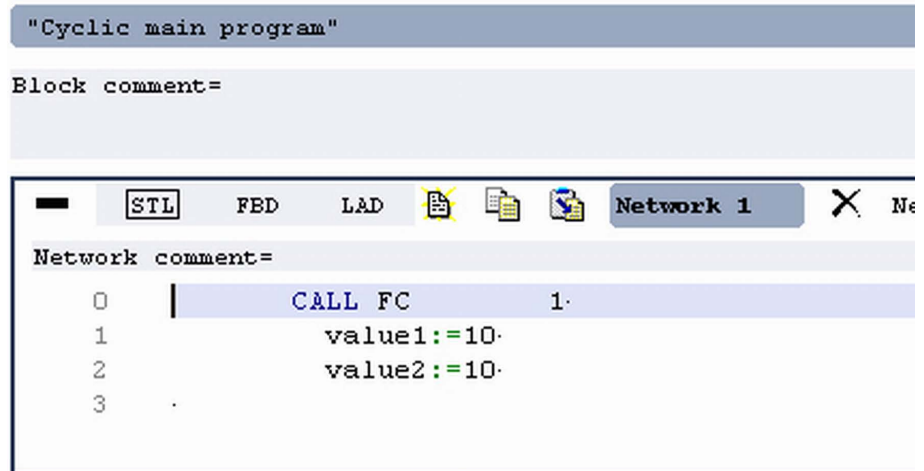 "Cyclic main program"
Block comment=
STL FBD LAD Network 1 Ne
Network comment=
0 CALL FC 1
1 value1:=10
2 value2:=10
3